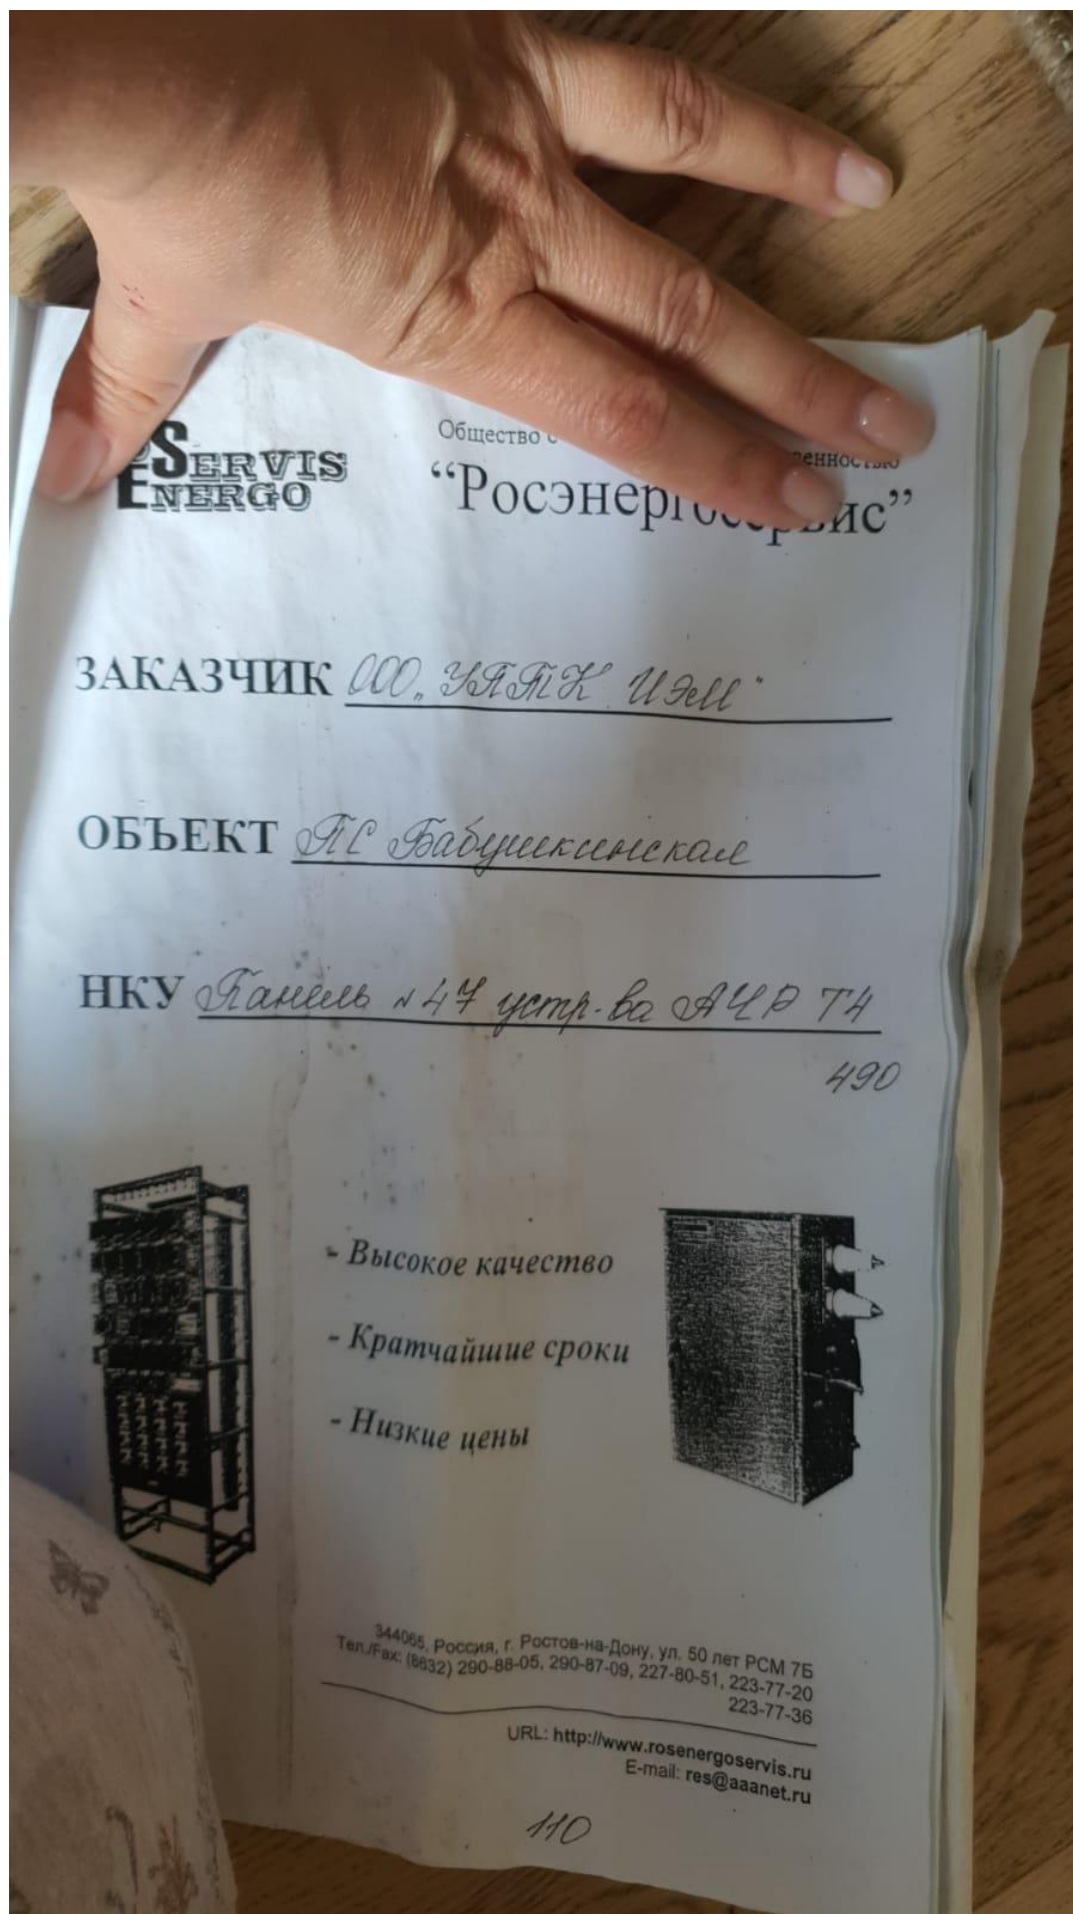 SERVIS
ENERGO
Общество с
венностью
“Росэнергосервис”
ЗАКАЗЧИК ООО „УПТК ИЭМ"
ОБЪЕКТ ПС Бабушкинская
НКУ Панель №47 устр-ва АЧР Т4
490
- Высокое качество
- Кратчайшие сроки
- Низкие цены
344065, Россия, г. Ростов-на-Дону, ул. 50 лет РСМ 7Б
Тел./Fax: (8632) 290-88-05, 290-87-09, 227-80-51, 223-77-20
223-77-36
URL: http://www.rosenergoservis.ru
E-mail: res@aaanet.ru
110